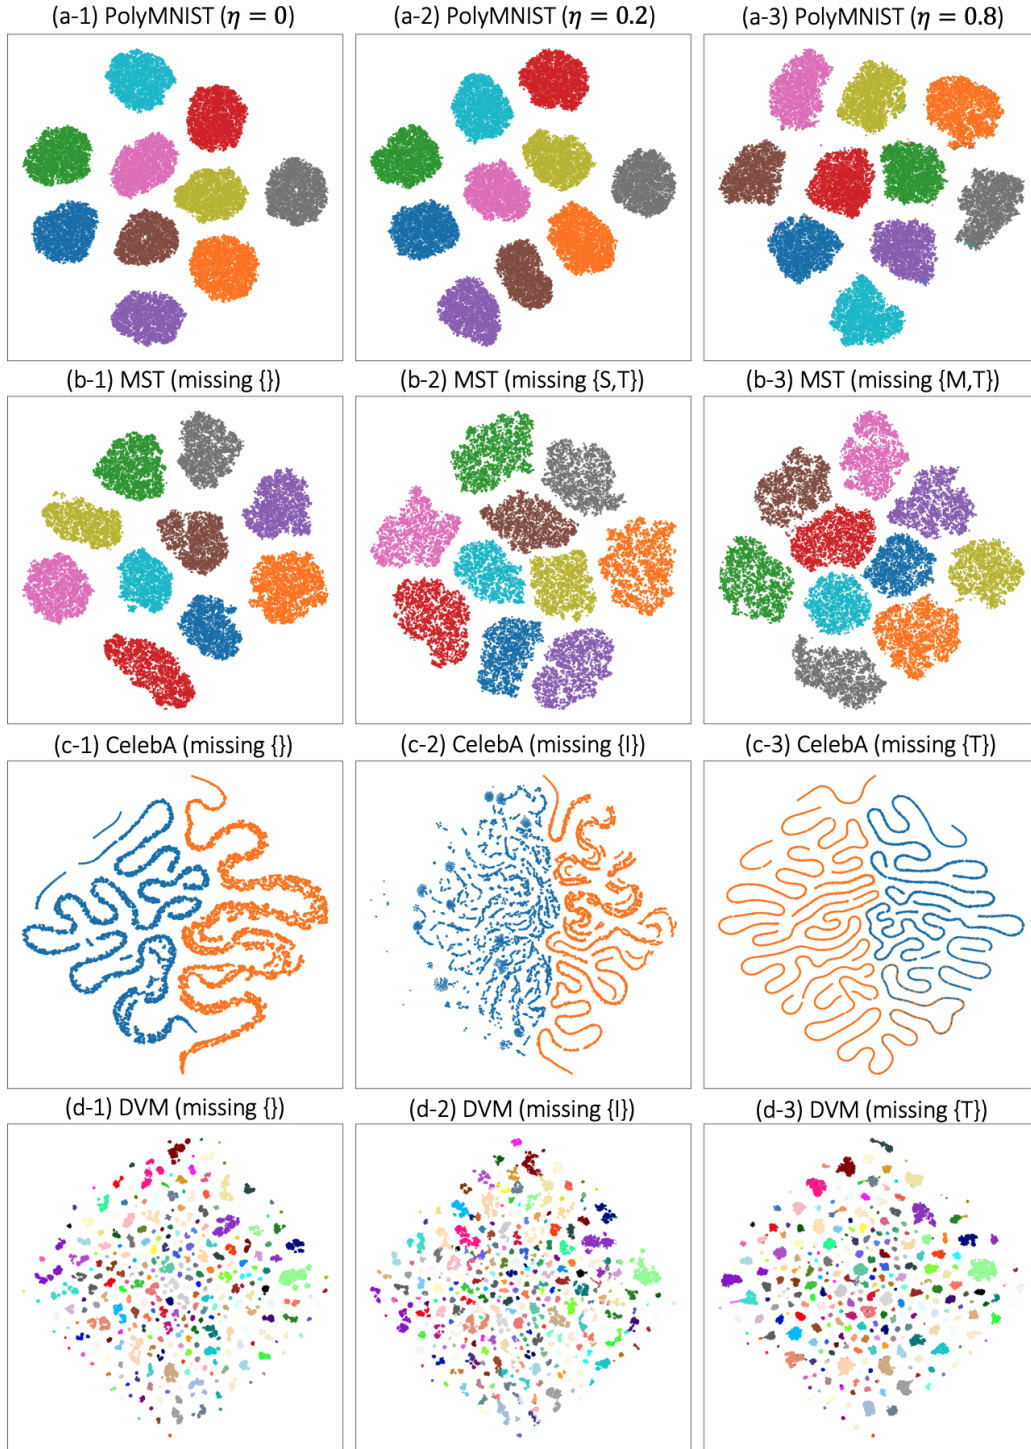 (a-1) PolyMNIST (η = 0)
(a-2) PolyMNIST (η = 0.2)
(a-3) PolyMNIST (η = 0.8)
(b-1) MST (missing {})
(b-2) MST (missing {S,T})
(b-3) MST (missing {M,T})
(c-1) CelebA (missing {})
(c-2) CelebA (missing {I})
(c-3) CelebA (missing {T})
(d-1) DVM (missing {})
(d-2) DVM (missing {I})
(d-3) DVM (missing {T})